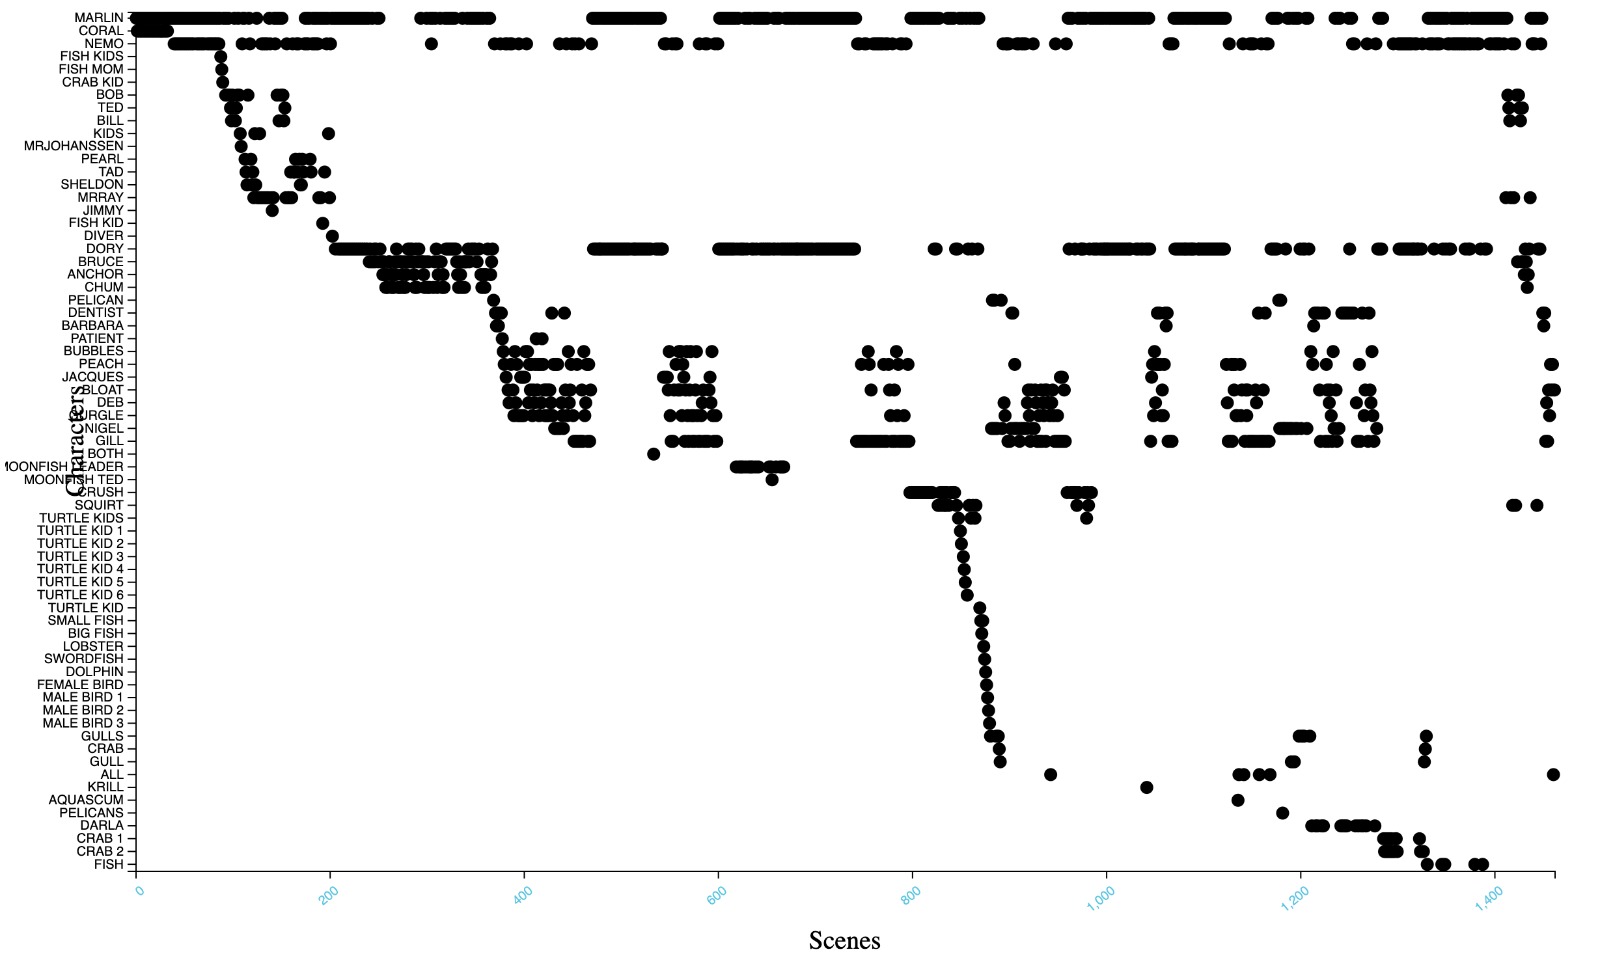 MARLIN
CORAL
NEMO
FISH KIDS
FISH MOM
CRAB KID
BOB
TED
BILL
KIDS
MRJOHANSSEN
PEARL
TAD
SHELDON
MRRAY
JIMMY
FISH KID
DIVER
DORY
BRUCE
ANCHOR
CHUM
PELICAN
DENTIST
BARBARA
PATIENT
BUBBLES
PEACH
JACQUES
BLOAT
DEB
GURGLE
NIGEL
GILL
BOTH
MOONFISH LEADER
MOONFISH TED
CRUSH
SQUIRT
TURTLE KIDS
TURTLE KID 1
TURTLE KID 2
TURTLE KID 3
TURTLE KID 4
TURTLE KID 5
TURTLE KID 6
TURTLE KID
SMALL FISH
BIG FISH
LOBSTER
SWORDFISH
DOLPHIN
FEMALE BIRD
MALE BIRD 1
MALE BIRD 2
MALE BIRD 3
GULLS
CRAB
GULL
ALL
KRILL
AQUASCUM
PELICANS
DARLA
CRAB 1
CRAB 2
FISH
Characters
0 200 400 600 800 1,000 1,200 1,400
Scenes